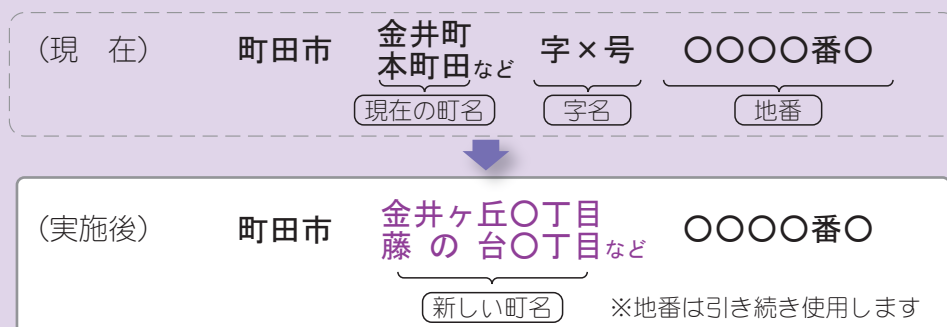 金井町
(現　在) 町田市 本町田など 字×号 〇〇〇〇番〇
現在の町名 字名 地番
金井ヶ丘〇丁目
(実施後) 町田市 藤の台〇丁目など 〇〇〇〇番〇
新しい町名 ※地番は引き続き使用します